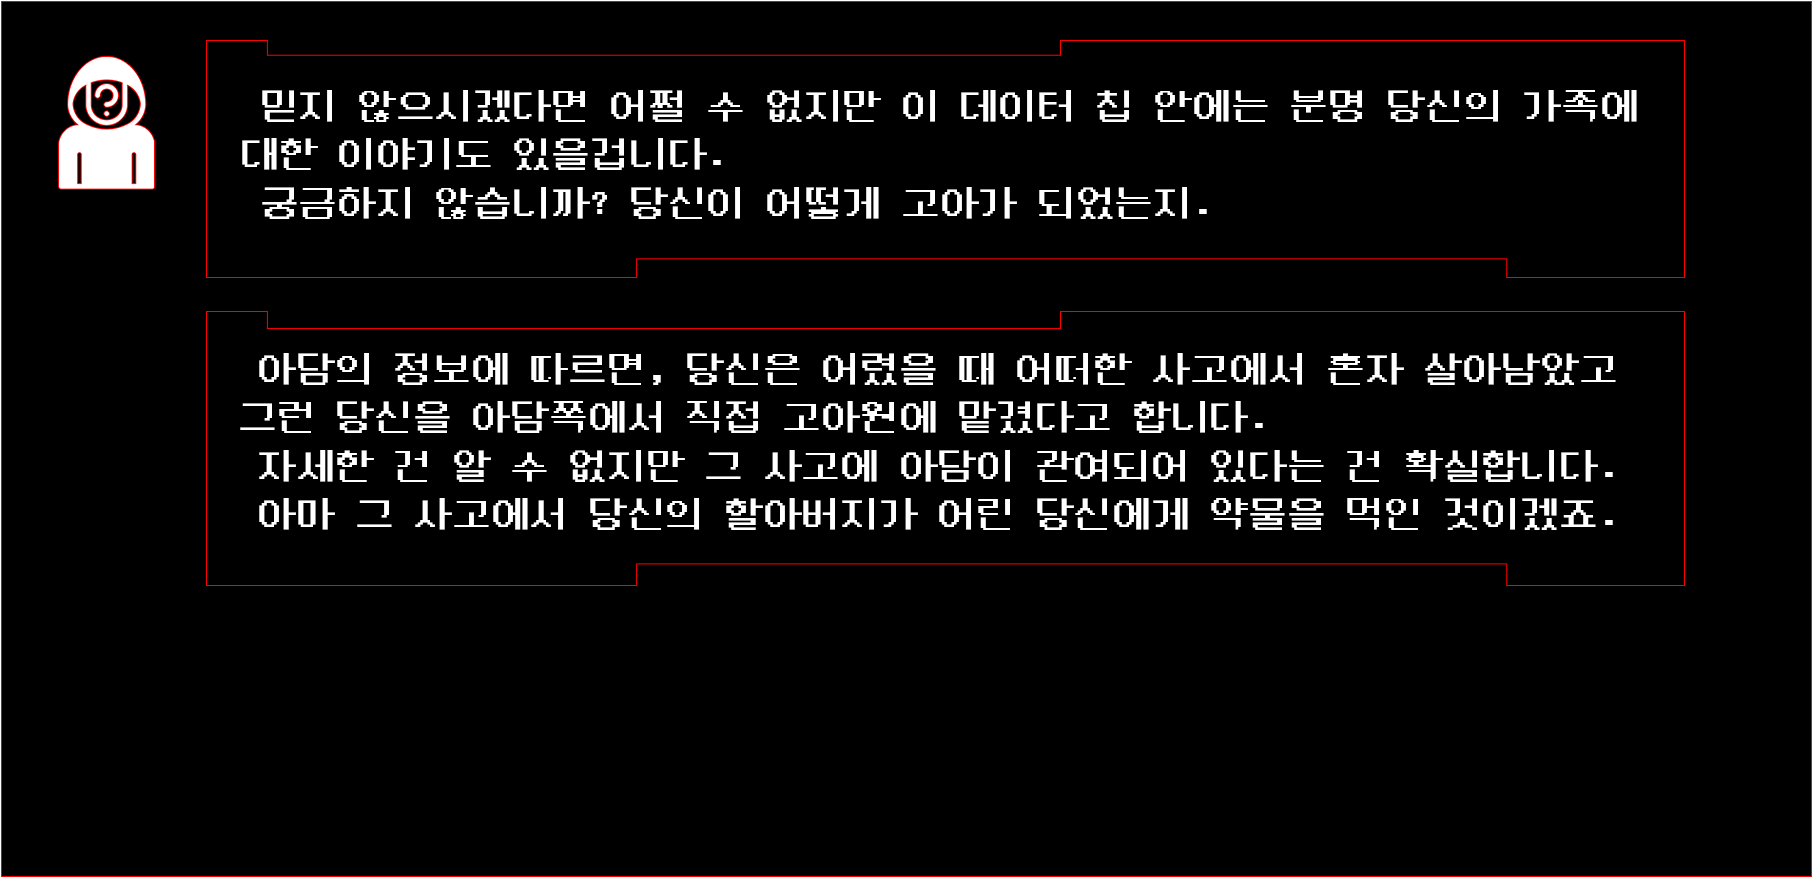 믿지 않으시겠다면 어쩔 수 없지만 이 데이터 칩 안에는 분명 당신의 가족에
대한 이야기도 있을겁니다.
궁금하지 않습니까? 당신이 어떻게 고아가 되었는지.
아담의 정보에 따르면, 당신은 어렸을 때 어떠한 사고에서 혼자 살아남았고
그런 당신을 아담쪽에서 직접 고아원에 맡겼다고 합니다.
자세한 건 알 수 없지만 그 사고에 아담이 관여되어 있다는 건 확실합니다.
아마 그 사고에서 당신의 할아버지가 어린 당신에게 약물을 먹인 것이겠죠.